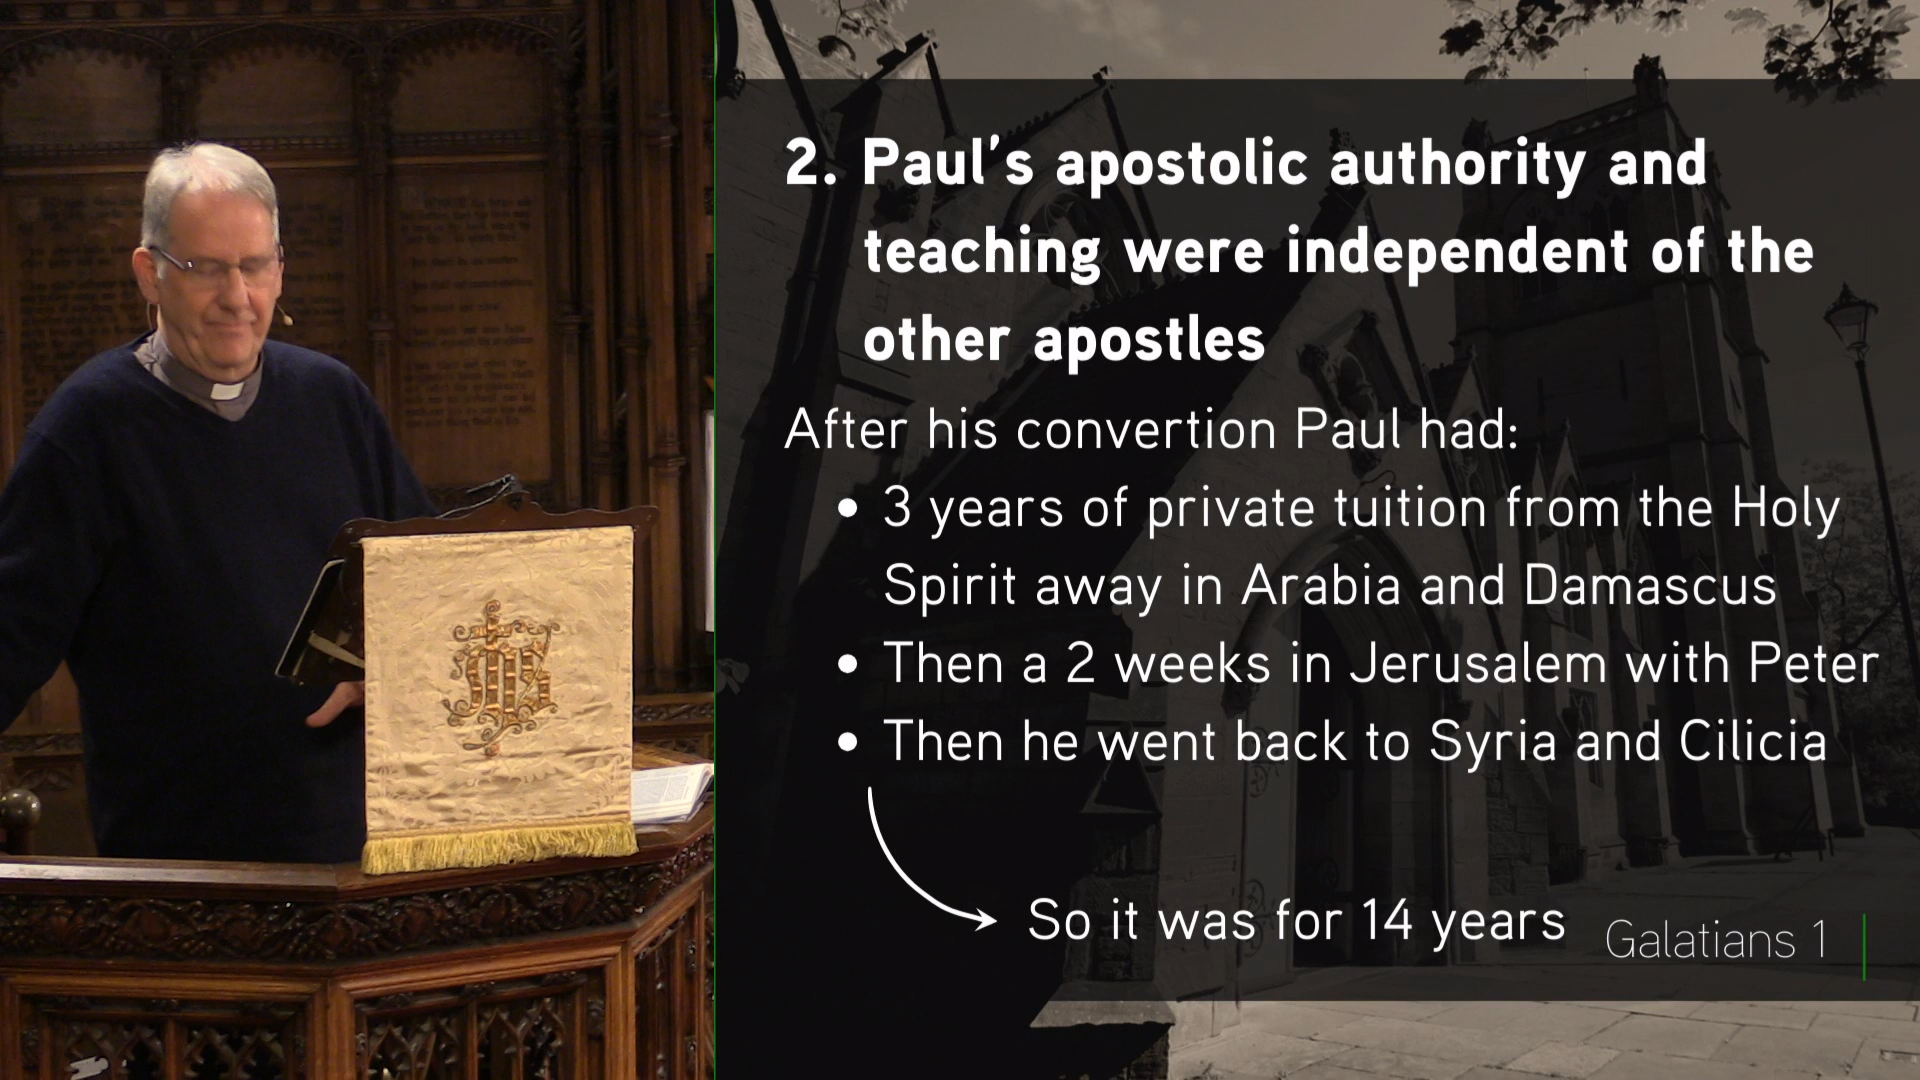 2. Paul's apostolic authority and
teaching were independent of the
other apostles
After his convertion Paul had:
• 3 years of private tuition from the Holy
Spirit away in Arabia and Damascus
• Then a 2 weeks in Jerusalem with Peter
• Then he went back to Syria and Cilicia
So it was for 14 years
Galatians 1